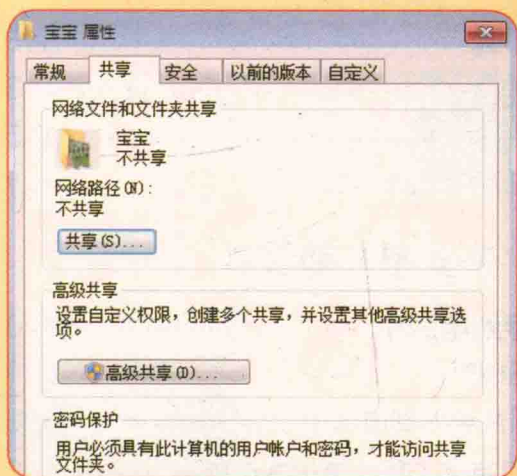 宝宝 属性
常规 共享 安全 以前的版本 自定义
网络文件和文件夹共享
宝宝
不共享
网络路径(N):
不共享
共享(S)...
高级共享
设置自定义权限，创建多个共享，并设置其他高级共享选
项。
高级共享(D)...
密码保护
用户必须具有此计算机的用户帐户和密码，才能访问共享
文件夹。